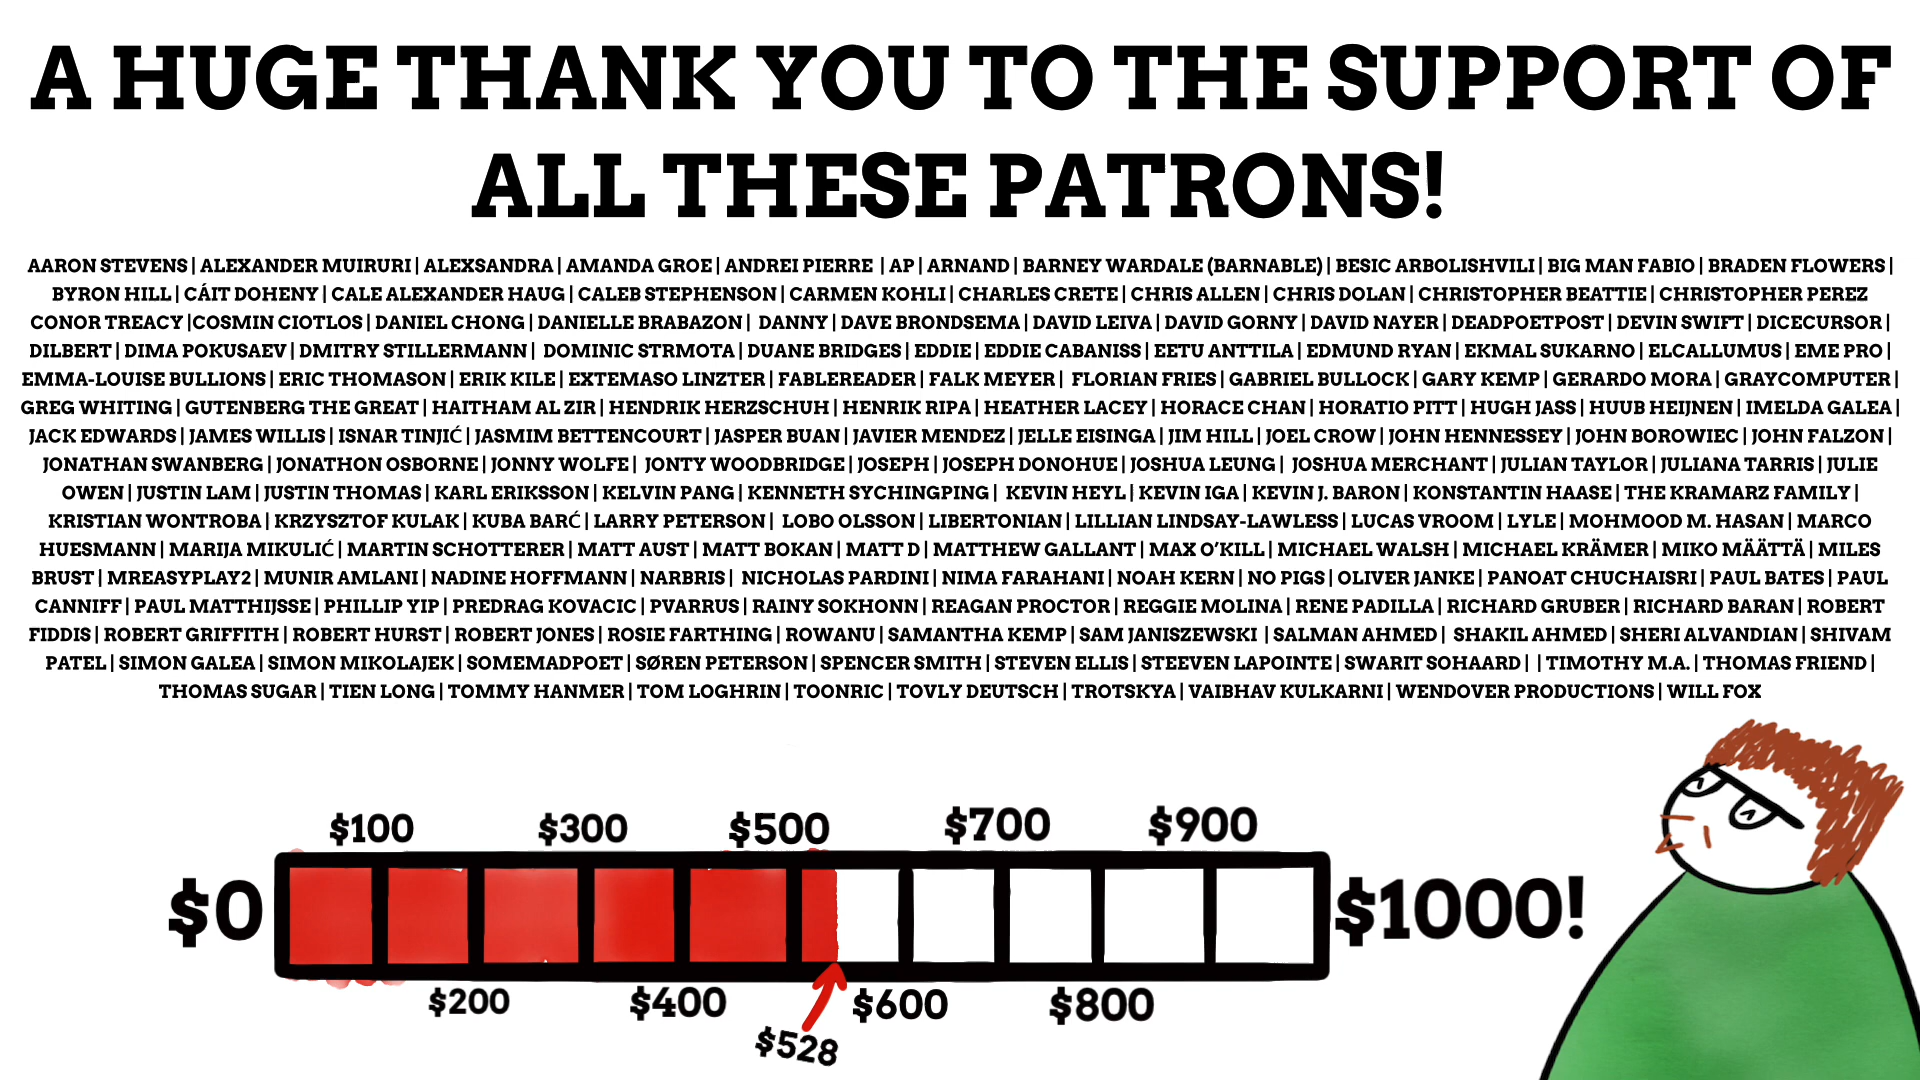 A HUGE THANK YOU TO THE SUPPORT OF
ALL THESE PATRONS!
AARON STEVENS | ALEXANDER MUIRURI | ALEXSANDRA | AMANDA GROE | ANDREI PIERRE | AP | ARNAND | BARNEY WARDALE (BARNABLE) | BESIC ARBOLISHVILI | BIG MAN FABIO | BRADEN FLOWERS |
BYRON HILL | CÁIT DOHENY | CALE ALEXANDER HAUG | CALEB STEPHENSON | CARMEN KOHLI | CHARLES CRETE | CHRIS ALLEN | CHRIS DOLAN | CHRISTOPHER BEATTIE | CHRISTOPHER PEREZ
CONOR TREACY |COSMIN CIOTLOS | DANIEL CHONG | DANIELLE BRABAZON | DANNY | DAVE BRONDSEMA | DAVID LEIVA | DAVID GORNY | DAVID NAYER | DEADPOETPOST | DEVIN SWIFT | DICECURSOR |
DILBERT | DIMA POKUSAEV | DMITRY STILLERMANN | DOMINIC STRMOTA | DUANE BRIDGES | EDDIE | EDDIE CABANISS | EETU ANTTILA | EDMUND RYAN | EKMAL SUKARNO | ELCALLUMUS | EME PRO |
EMMA-LOUISE BULLIONS | ERIC THOMASON | ERIK KILE | EXTEMASO LINZTER | FABLEREADER | FALK MEYER | FLORIAN FRIES | GABRIEL BULLOCK | GARY KEMP | GERARDO MORA | GRAYCOMPUTER |
GREG WHITING | GUTENBERG THE GREAT | HAITHAM AL ZIR | HENDRIK HERZSCHUH | HENRIK RIPA | HEATHER LACEY | HORACE CHAN | HORATIO PITT | HUGH JASS | HUUB HEIJNEN | IMELDA GALEA |
JACK EDWARDS | JAMES WILLIS | ISNAR TINJIĆ | JASMIM BETTENCOURT | JASPER BUAN | JAVIER MENDEZ | JELLE EISINGA | JIM HILL | JOEL CROW | JOHN HENNESSEY | JOHN BOROWIEC | JOHN FALZON |
JONATHAN SWANBERG | JONATHON OSBORNE | JONNY WOLFE | JONTY WOODBRIDGE | JOSEPH | JOSEPH DONOHUE | JOSHUA LEUNG | JOSHUA MERCHANT | JULIAN TAYLOR | JULIANA TARRIS | JULIE
OWEN | JUSTIN LAM | JUSTIN THOMAS | KARL ERIKSSON | KELVIN PANG | KENNETH SYCHINGPING | KEVIN HEYL | KEVIN IGA | KEVIN J. BARON | KONSTANTIN HAASE | THE KRAMARZ FAMILY |
KRISTIAN WONTROBA | KRZYSZTOF KULAK | KUBA BARĆ | LARRY PETERSON | LOBO OLSSON | LIBERTONIAN | LILLIAN LINDSAY-LAWLESS | LUCAS VROOM | LYLE | MOHMOOD M. HASAN | MARCO
HUESMANN | MARIJA MIKULIĆ | MARTIN SCHOTTERER | MATT AUST | MATT BOKAN | MATT D | MATTHEW GALLANT | MAX O’KILL | MICHAEL WALSH | MICHAEL KRÄMER | MIKO MÄÄTTÄ | MILES
BRUST | MREASYPLAY2 | MUNIR AMLANI | NADINE HOFFMANN | NARBRIS | NICHOLAS PARDINI | NIMA FARAHANI | NOAH KERN | NO PIGS | OLIVER JANKE | PANOAT CHUCHAISRI | PAUL BATES | PAUL
CANNIFF | PAUL MATTHIJSSE | PHILLIP YIP | PREDRAG KOVACIC | PVARRUS | RAINY SOKHONN | REAGAN PROCTOR | REGGIE MOLINA | RENE PADILLA | RICHARD GRUBER | RICHARD BARAN | ROBERT
FIDDIS | ROBERT GRIFFITH | ROBERT HURST | ROBERT JONES | ROSIE FARTHING | ROWANU | SAMANTHA KEMP | SAM JANISZEWSKI | SALMAN AHMED | SHAKIL AHMED | SHERI ALVANDIAN | SHIVAM
PATEL | SIMON GALEA | SIMON MIKOLAJEK | SOMEMADPOET | SØREN PETERSON | SPENCER SMITH | STEVEN ELLIS | STEEVEN LAPOINTE | SWARIT SOHAARD | | TIMOTHY M.A. | THOMAS FRIEND |
THOMAS SUGAR | TIEN LONG | TOMMY HANMER | TOM LOGHRIN | TOONRIC | TOVLY DEUTSCH | TROTSKYA | VAIBHAV KULKARNI | WENDOVER PRODUCTIONS | WILL FOX
$100 $300 $500 $700 $900
$0 $1000!
$200 $400 $600 $800
$528